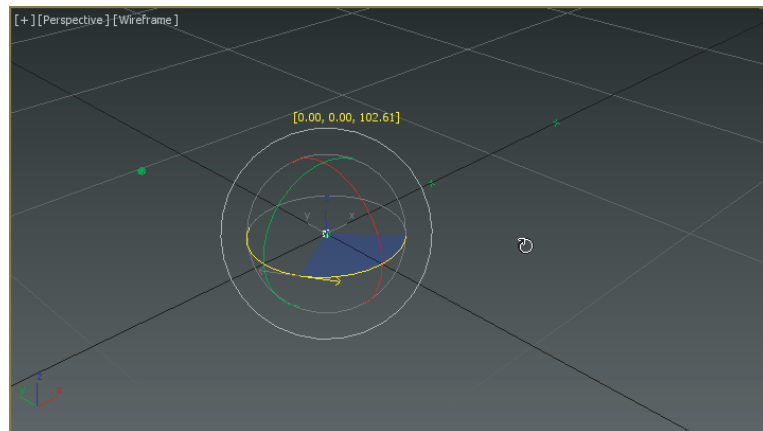 [+][Perspective][Wireframe]
[0.00, 0.00, 102.61]
Y X
Z
Y X